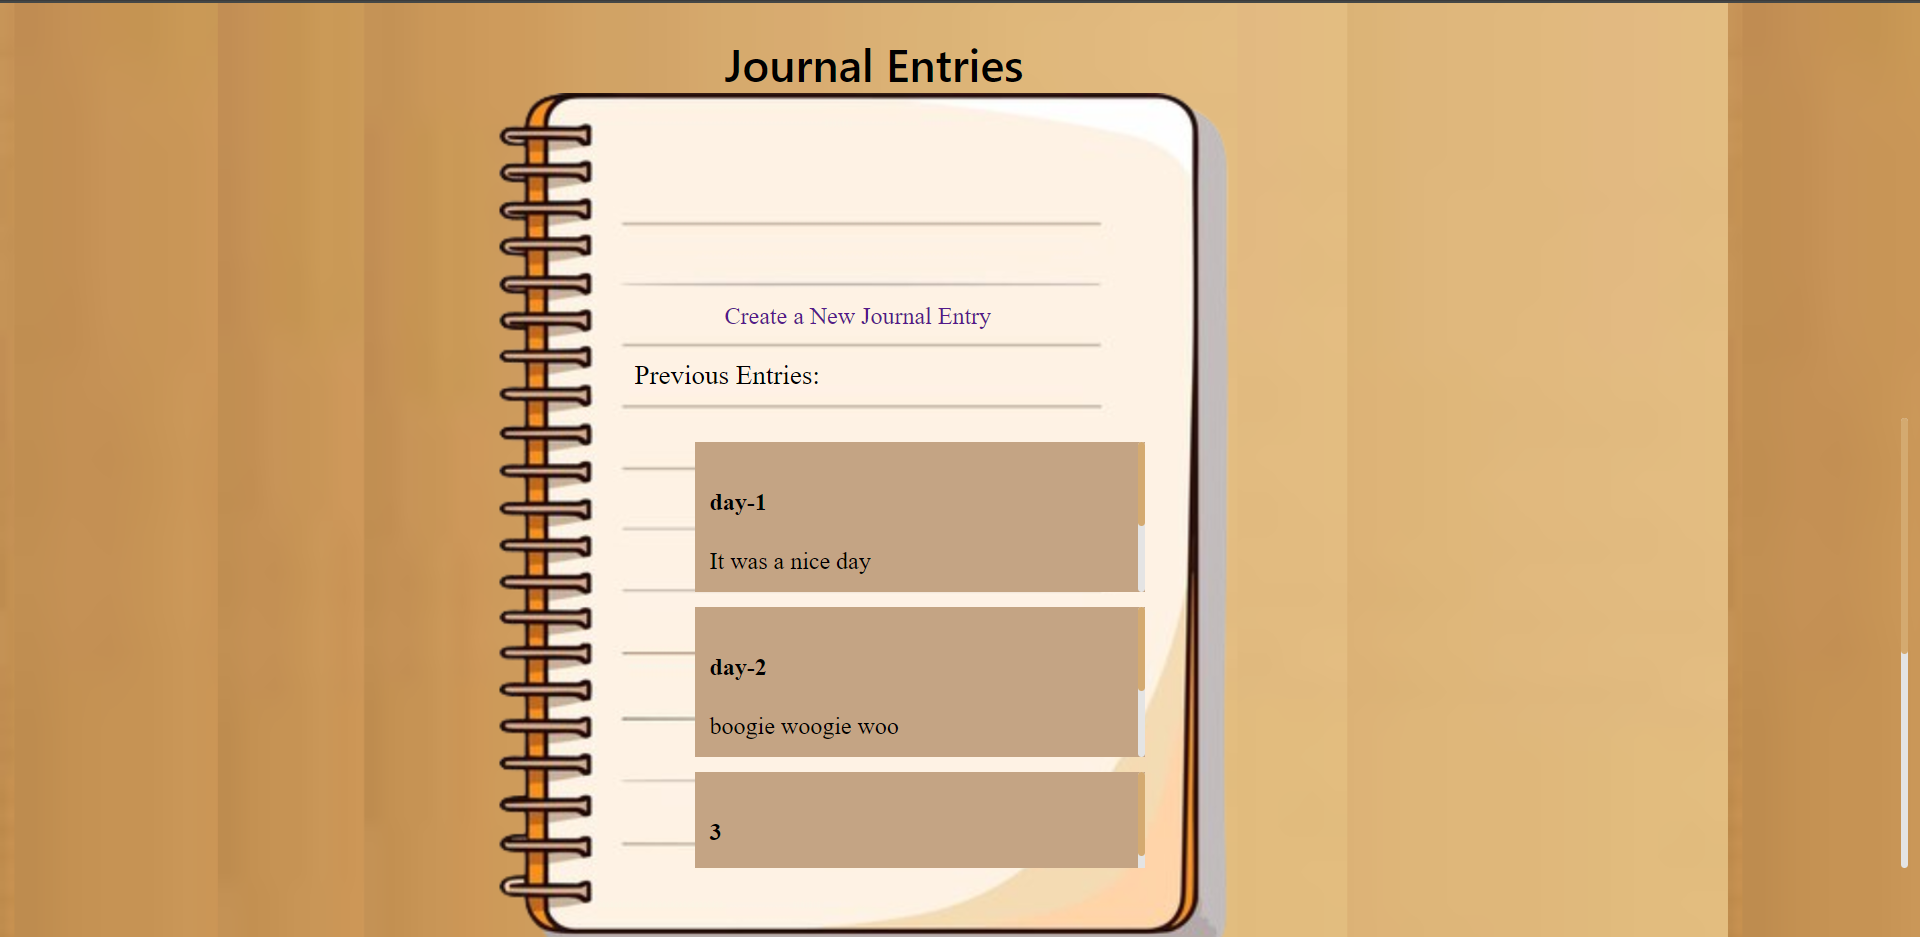 Journal Entries
Create a New Journal Entry
Previous Entries:
day-1
It was a nice day
day-2
boogie woogie woo
3